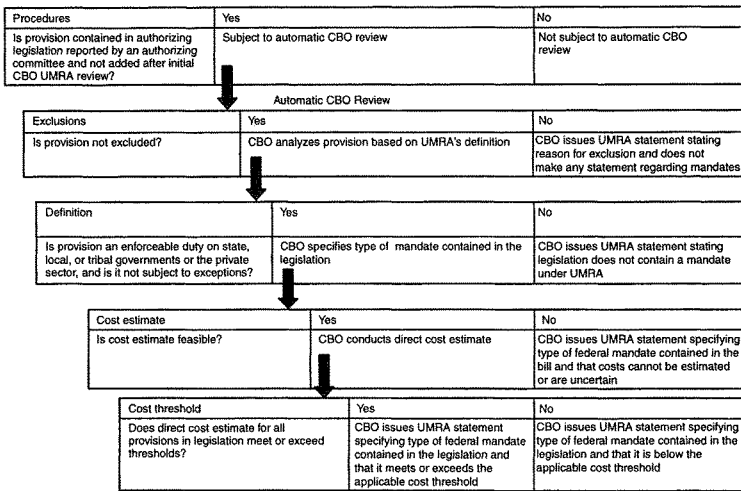 Procedures
Yes
No
Is provision contained in authorizing
legislation reported by an authorizing
committee and not added after initial
CBO UMRA review?
Subject to automatic CBO review
Not subject to automatic CBO
review
Automatic CBO Review
Exclusions
Yes
No
Is provision not excluded?
CBO analyzes provision based on UMRA's definition
CBO issues UMRA statement stating
reason for exclusion and does not
make any statement regarding mandates
Definition
Yes
No
Is provision an enforceable duty on state,
local, or tribal governments or the private
sector, and is it not subject to exceptions?
CBO specifies type of mandate contained in the
legislation
CBO issues UMRA statement stating
legislation does not contain a mandate
under UMRA
Cost estimate
Yes
No
Is cost estimate feasible?
CBO conducts direct cost estimate
CBO issues UMRA statement specifying
type of federal mandate contained in the
bill and that costs cannot be estimated
or are uncertain
Cost threshold
Yes
No
Does direct cost estimate for all
provisions in legislation meet or exceed
thresholds?
CBO issues UMRA statement
specifying type of federal mandate
contained in the legislation and
that it meets or exceeds the
applicable cost threshold
CBO issues UMRA statement specifying
type of federal mandate contained in the
legislation and that it is below the
applicable cost threshold